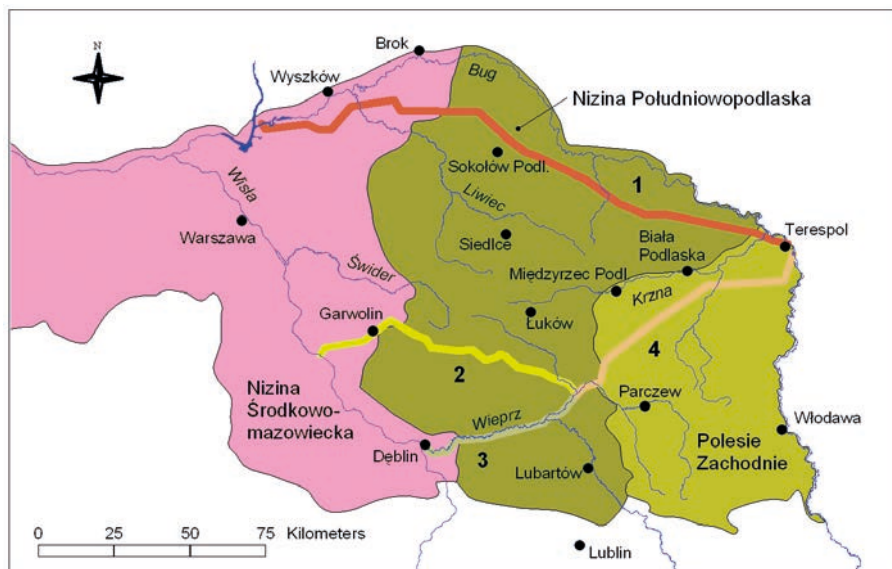 N
Brok
Wyszków
Bug
Nizina Południowopodlaska
Sokołów Podl.
1
Wisła
Liwiec
Terespol
Warszawa
Siedlce
Biała
Podlaska
Świder
Międzyrzec Podl.
Krzna
Garwolin
Łuków
4
2
Parczew
Nizina
Środkowo-
mazowiecka
Wieprz
Włodawa
Polesie
Zachodnie
Dęblin
3
Lubartów
0 25 50 75 Kilometers
Lublin